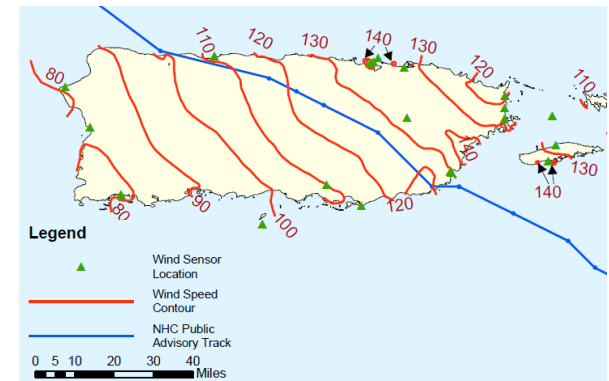 80
110
120
130
140
130
120
110
140
130
140
80
90
100
120
Legend
Wind Sensor
Location
Wind Speed
Contour
NHC Public
Advisory Track
0 5 10 20 30 40
Miles